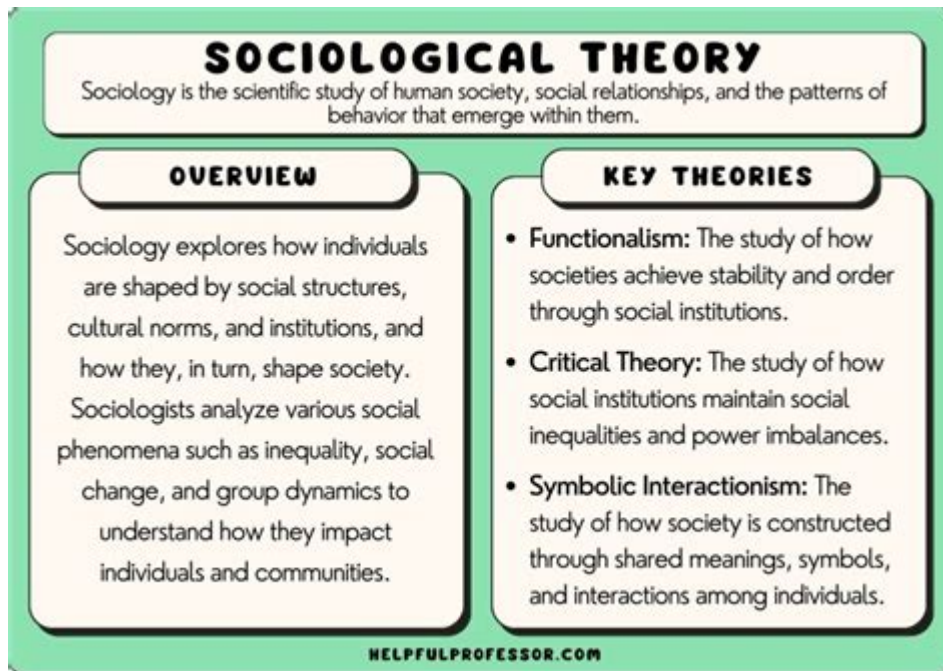 SOCIOLOGICAL THEORY
Sociology is the scientific study of human society, social relationships, and the patterns of
behavior that emerge within them.
OVERVIEW
Sociology explores how individuals
are shaped by social structures,
cultural norms, and institutions, and
how they, in turn, shape society.
Sociologists analyze various social
phenomena such as inequality, social
change, and group dynamics to
understand how they impact
individuals and communities.
KEY THEORIES
• Functionalism: The study of how
societies achieve stability and order
through social institutions.
• Critical Theory: The study of how
social institutions maintain social
inequalities and power imbalances.
• Symbolic Interactionism: The
study of how society is constructed
through shared meanings, symbols,
and interactions among individuals.
HELPFULPROFESSOR.COM